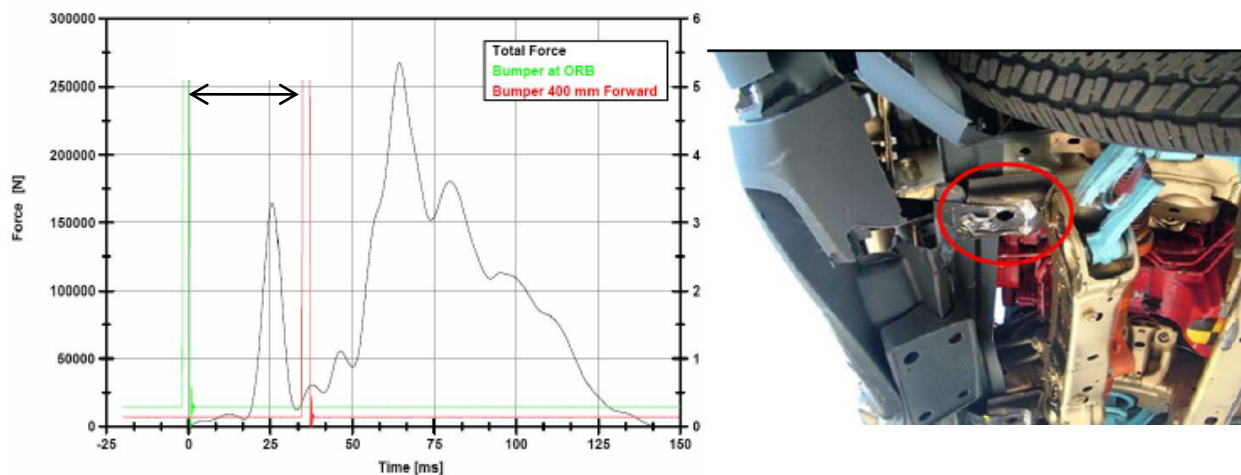 300000
250000
200000
150000
100000
50000
0
Force [N]
6
5
4
3
2
1
0
Total Force
Bumper at ORB
Bumper 400 mm Forward
-25 0 25 50 75 100 125 150
Time [ms]